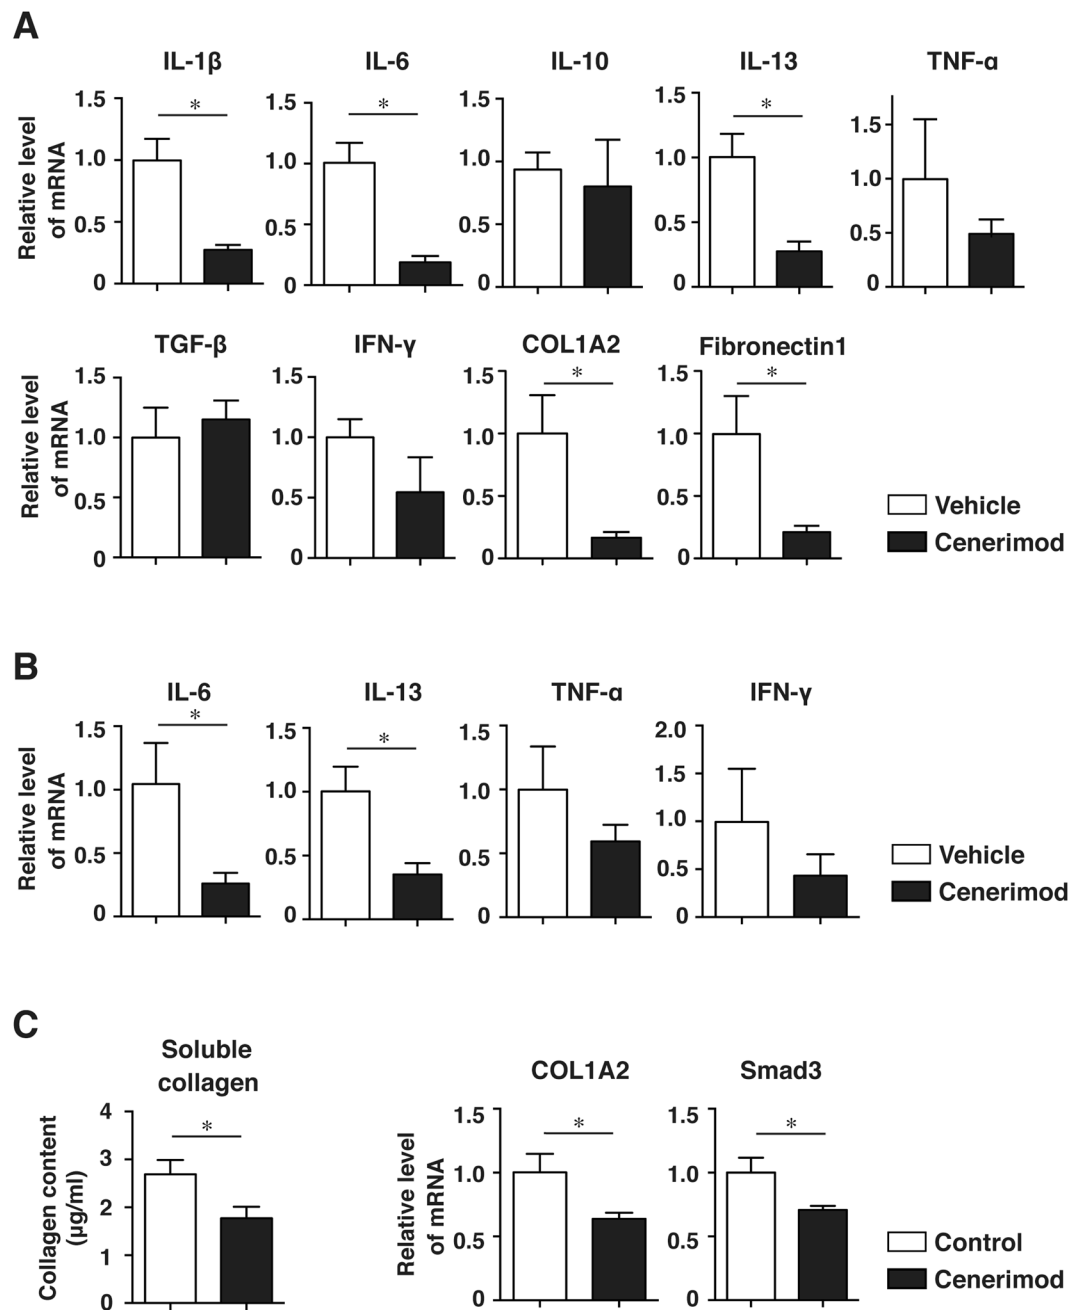 A
IL-1β
IL-6
IL-10
IL-13
TNF-α
Relative level
of mRNA
1.5
1.0
0.5
0
*
1.5
1.0
0.5
0
*
1.5
1.0
0.5
0
1.5
1.0
0.5
0
*
1.5
1.0
0.5
0
TGF-β
IFN-γ
COL1A2
Fibronectin1
Relative level
of mRNA
1.5
1.0
0.5
0
1.5
1.0
0.5
0
1.5
1.0
0.5
0
*
1.5
1.0
0.5
0
*
Vehicle
Cenerimod
B
IL-6
IL-13
TNF-α
IFN-γ
Relative level
of mRNA
1.5
1.0
0.5
0
*
1.5
1.0
0.5
0
*
1.5
1.0
0.5
0
2.0
1.5
1.0
0.5
0
Vehicle
Cenerimod
C
Soluble
collagen
COL1A2
Smad3
Collagen content
(μg/ml)
4
3
2
1
0
*
Relative level
of mRNA
1.5
1.0
0.5
0
*
1.5
1.0
0.5
0
*
Control
Cenerimod